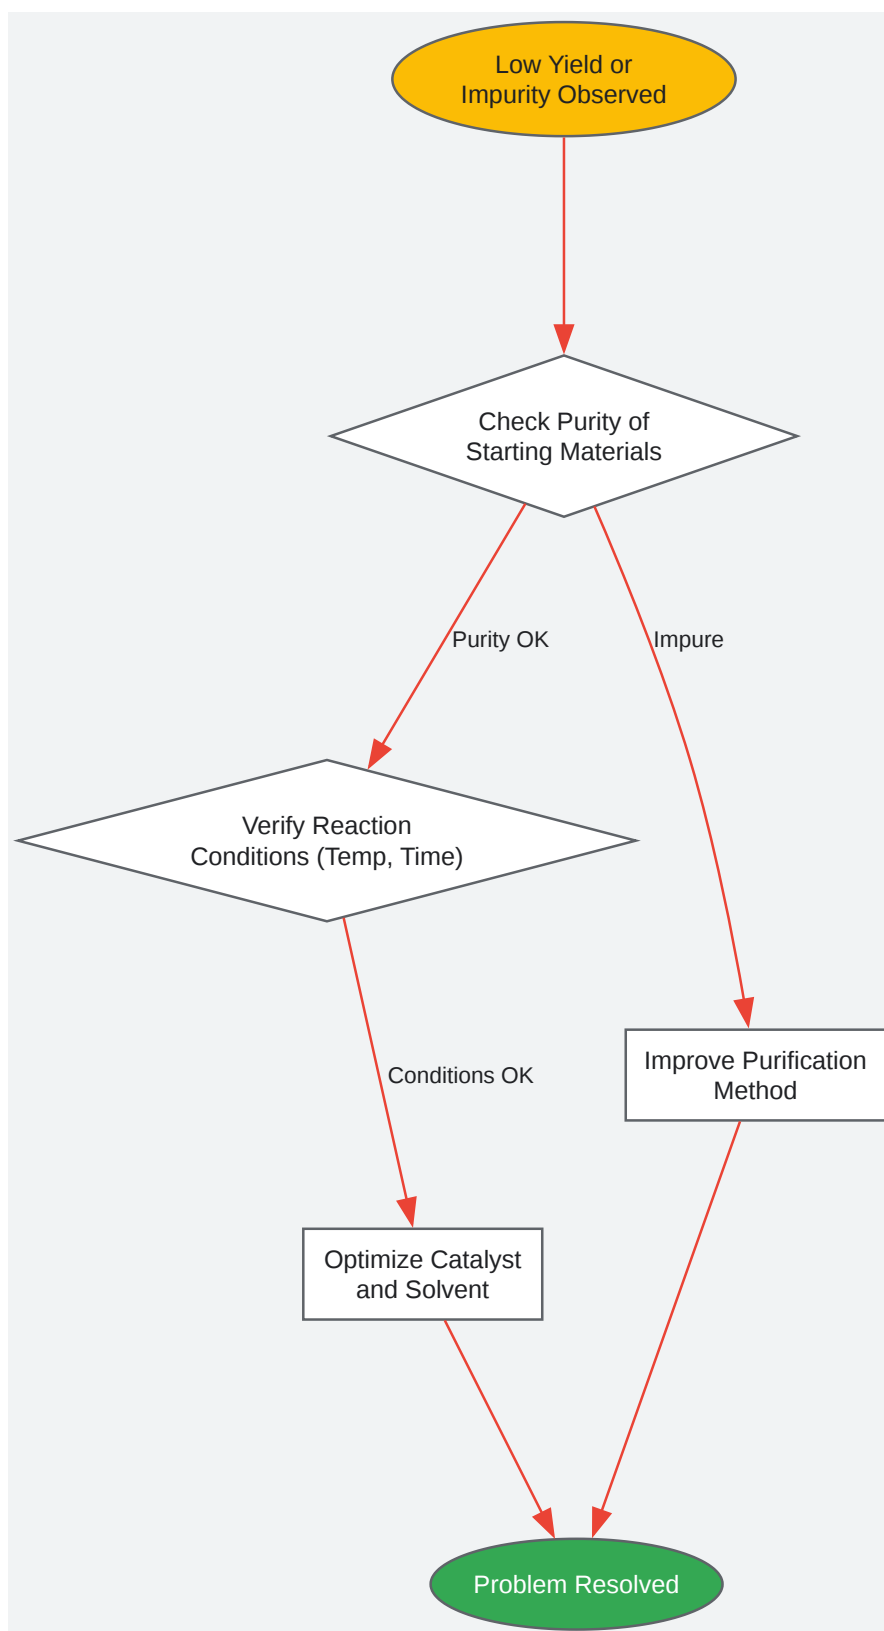 Low Yield or
Impurity Observed
Check Purity of
Starting Materials
Purity OK
Impure
Verify Reaction
Conditions (Temp, Time)
Improve Purification
Method
Conditions OK
Optimize Catalyst
and Solvent
Problem Resolved